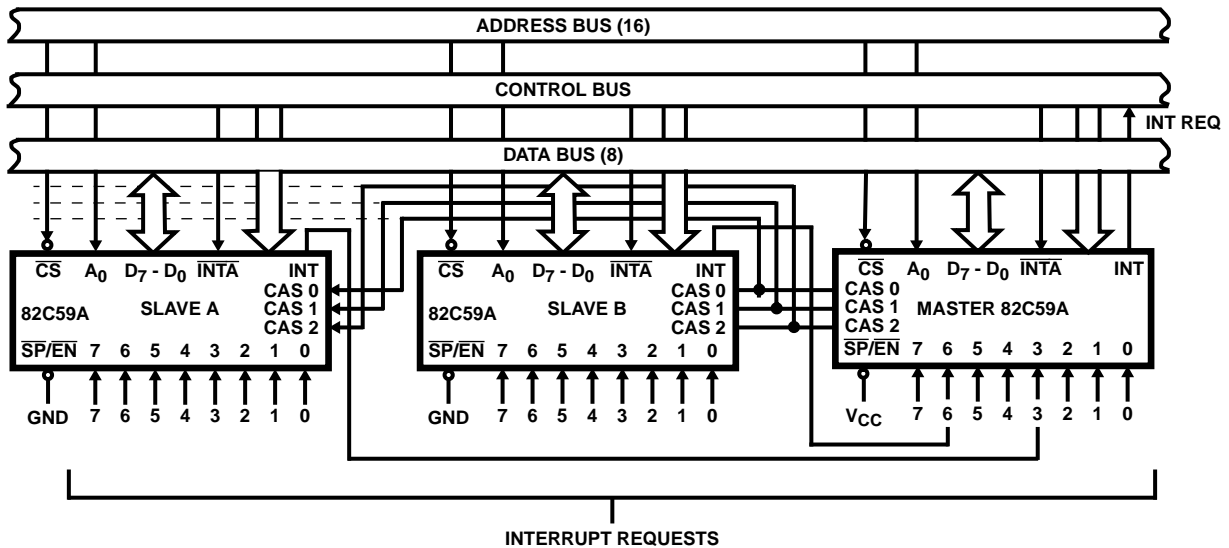 ADDRESS BUS (16)
CONTROL BUS
INT REQ
DATA BUS (8)
CS A0 D7 - D0 INTA INT
CAS 0
82C59A SLAVE A CAS 1
CAS 2
SP/EN 7 6 5 4 3 2 1 0
GND 7 6 5 4 3 2 1 0
CS A0 D7 - D0 INTA INT
CAS 0
82C59A SLAVE B CAS 1
CAS 2
SP/EN 7 6 5 4 3 2 1 0
GND 7 6 5 4 3 2 1 0
CS A0 D7 - D0 INTA INT
CAS 0
CAS 1 MASTER 82C59A
CAS 2
SP/EN 7 6 5 4 3 2 1 0
VCC 7 6 5 4 3 2 1 0
INTERRUPT REQUESTS